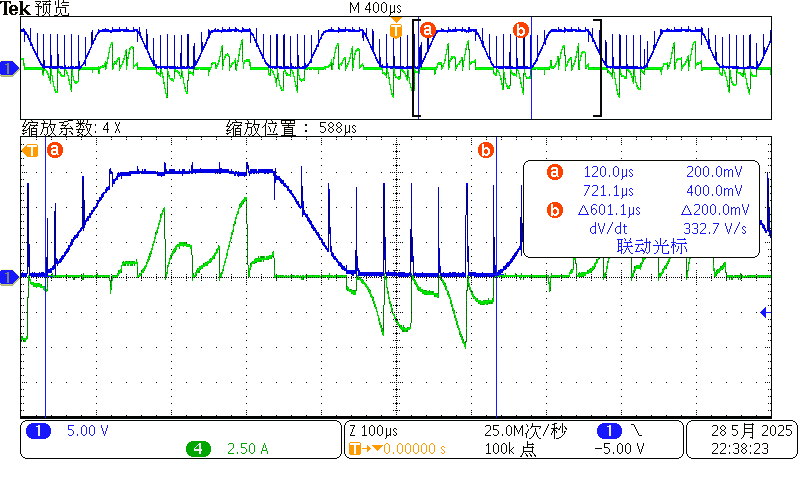 Tek 预览 M 400µs
T a b
1
缩放系数: 4 X 缩放位置: 588µs
T a b
a 120.0µs 200.0mV
721.1µs 400.0mV
b Δ601.1µs Δ200.0mV
dV/dt 332.7 V/s
联动光标
1
1 5.00 V Z 100µs 25.0M次/秒 1 28 5月 2025
4 2.50 A T→▼0.00000 s 100k 点 -5.00 V 22:38:23